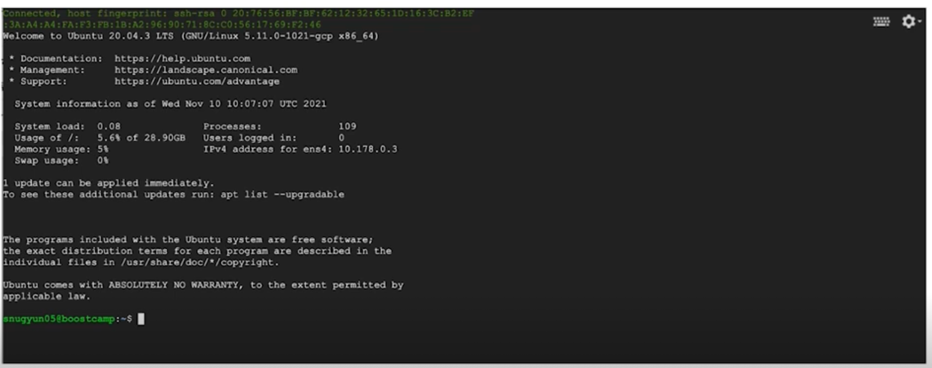 Connected, host fingerprint: ssh-rsa 0 20:76:56:BF:BF:62:12:32:65:1D:16:3C:B2:EF
:3A:A4:A4:FA:F3:FB:1B:A2:96:90:71:8C:C0:56:17:69:F2:46
Welcome to Ubuntu 20.04.3 LTS (GNU/Linux 5.11.0-1021-gcp x86_64)
* Documentation: https://help.ubuntu.com
* Management: https://landscape.canonical.com
* Support: https://ubuntu.com/advantage
System information as of Wed Nov 10 10:07:07 UTC 2021
System load: 0.08 Processes: 109
Usage of /: 5.6% of 28.90GB Users logged in: 0
Memory usage: 5% IPv4 address for ens4: 10.178.0.3
Swap usage: 0%
1 update can be applied immediately.
To see these additional updates run: apt list --upgradable
The programs included with the Ubuntu system are free software;
the exact distribution terms for each program are described in the
individual files in /usr/share/doc/*/copyright.
Ubuntu comes with ABSOLUTELY NO WARRANTY, to the extent permitted by
applicable law.
snugyun05@boostcamp:~$